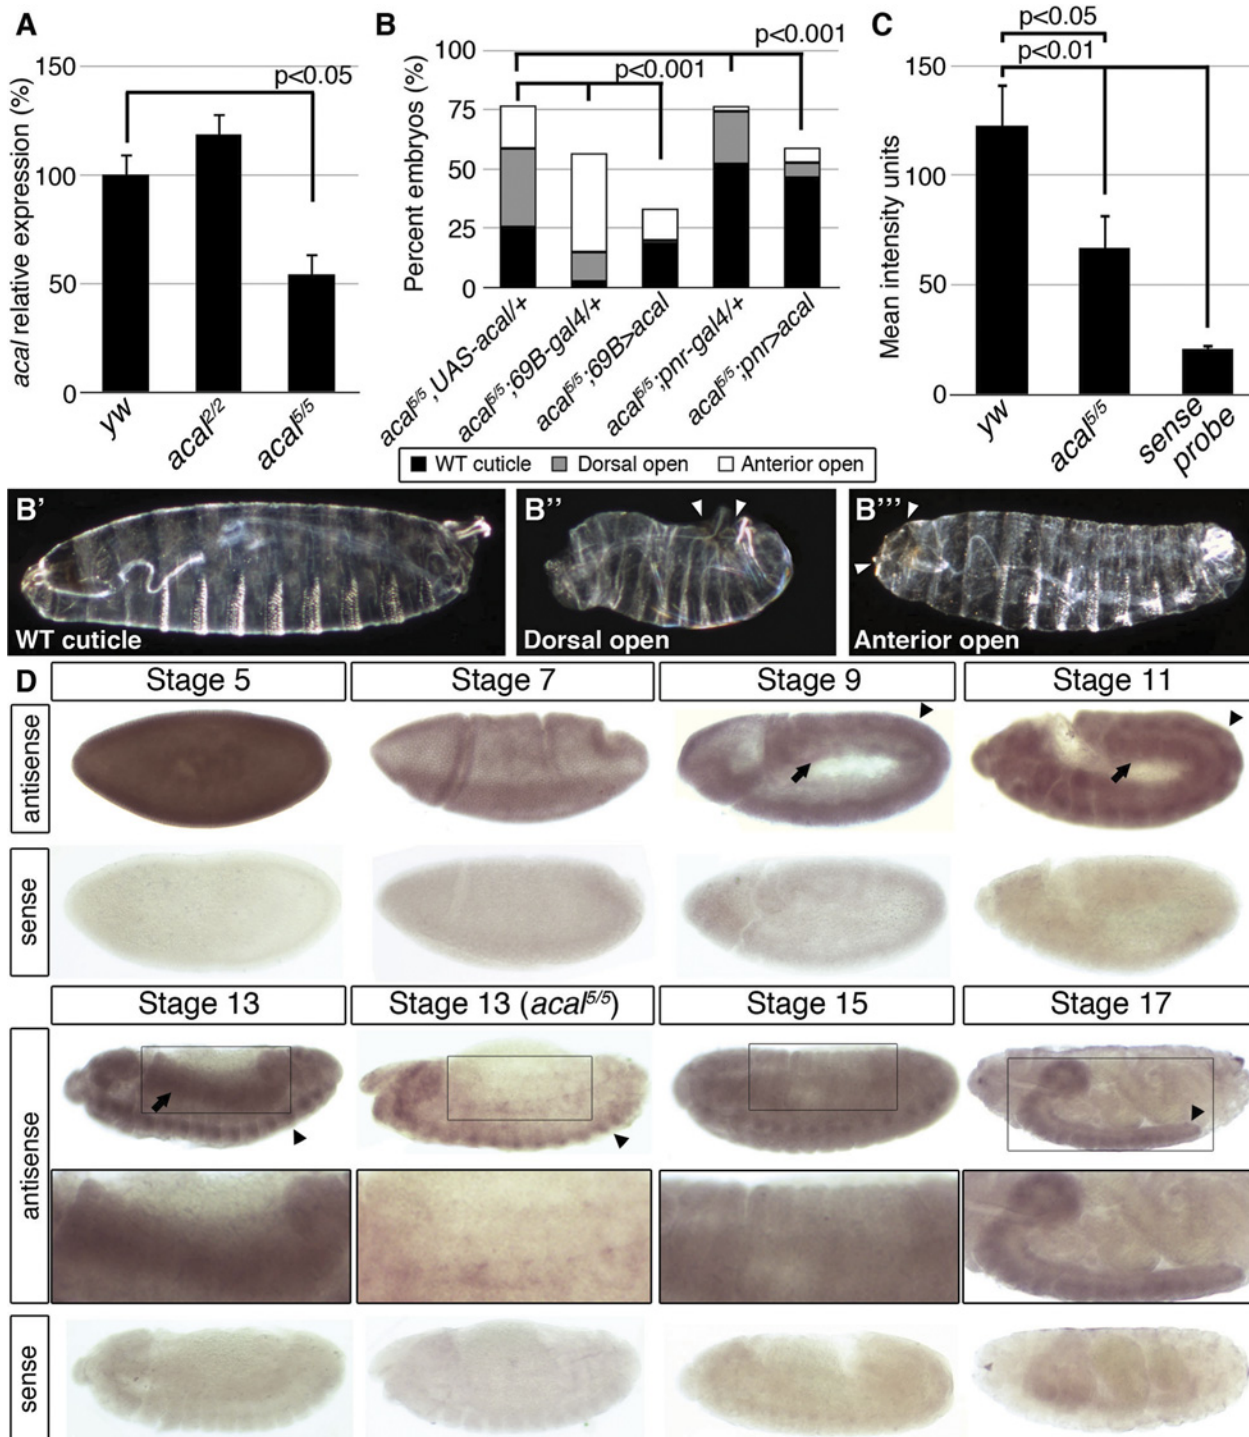 A
acal relative expression (%)
150
100
50
0
p<0.05
yw
acal2/2
acal5/5
B
Percent embryos (%)
100
75
50
25
0
p<0.001
p<0.001
acal5/5,UAS-acal/+
acal5/5;69B-gal4/+
acal5/5;69B>acal
acal5/5;pnr-gal4/+
acal5/5;pnr>acal
WT cuticle Dorsal open Anterior open
C
Mean intensity units
150
100
50
0
p<0.05
p<0.01
yw
acal5/5
sense probe
B'
WT cuticle
B''
Dorsal open
B'''
Anterior open
D
Stage 5
Stage 7
Stage 9
Stage 11
antisense
sense
Stage 13
Stage 13 (acal5/5)
Stage 15
Stage 17
antisense
sense